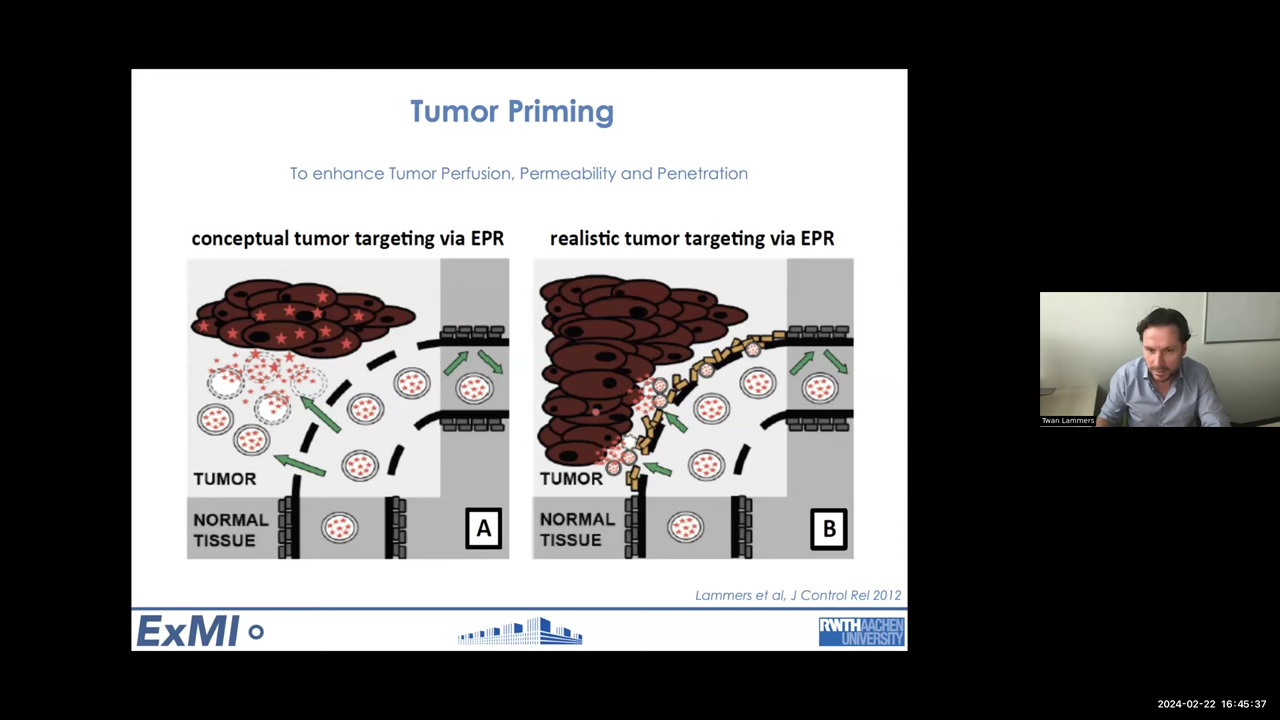 Tumor Priming
To enhance Tumor Perfusion, Permeability and Penetration
conceptual tumor targeting via EPR
realistic tumor targeting via EPR
TUMOR
NORMAL
TISSUE
A
TUMOR
NORMAL
TISSUE
B
Lammers et al, J Control Rel 2012
ExMI
RWTHAACHEN
UNIVERSITY
Twan Lammers
2024-02-22 16:45:37